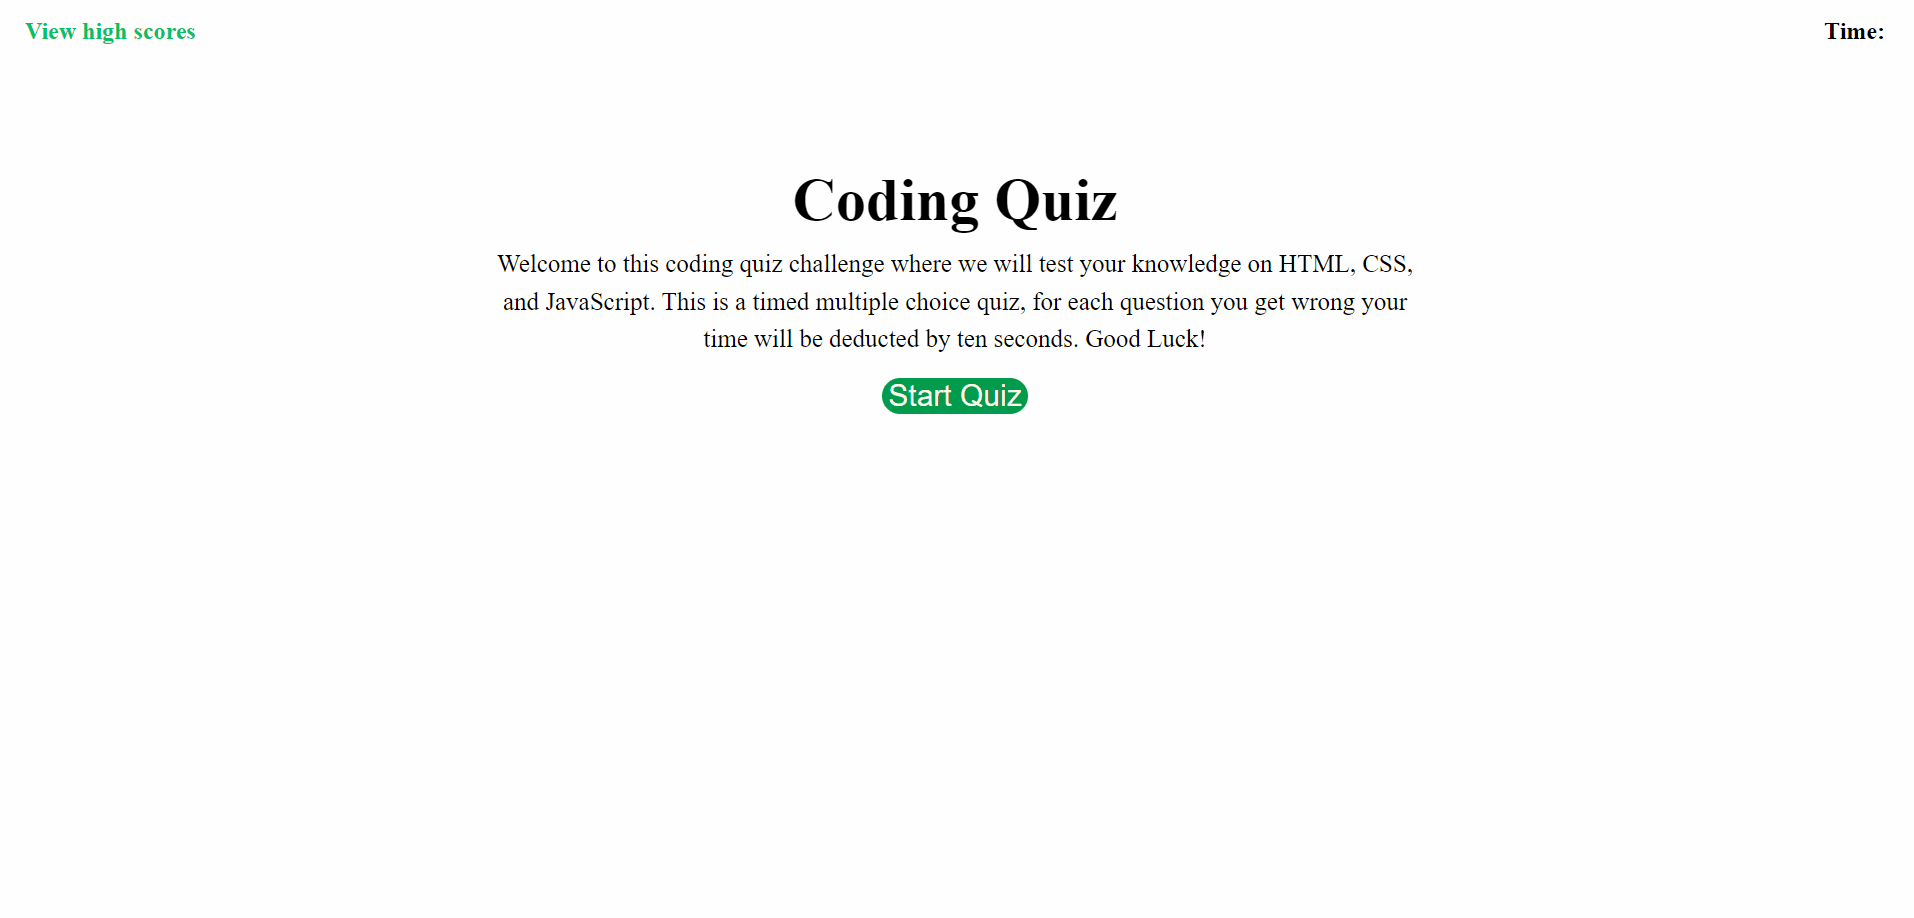 View high scores
Time:
Coding Quiz
Welcome to this coding quiz challenge where we will test your knowledge on HTML, CSS,
and JavaScript. This is a timed multiple choice quiz, for each question you get wrong your
time will be deducted by ten seconds. Good Luck!
Start Quiz